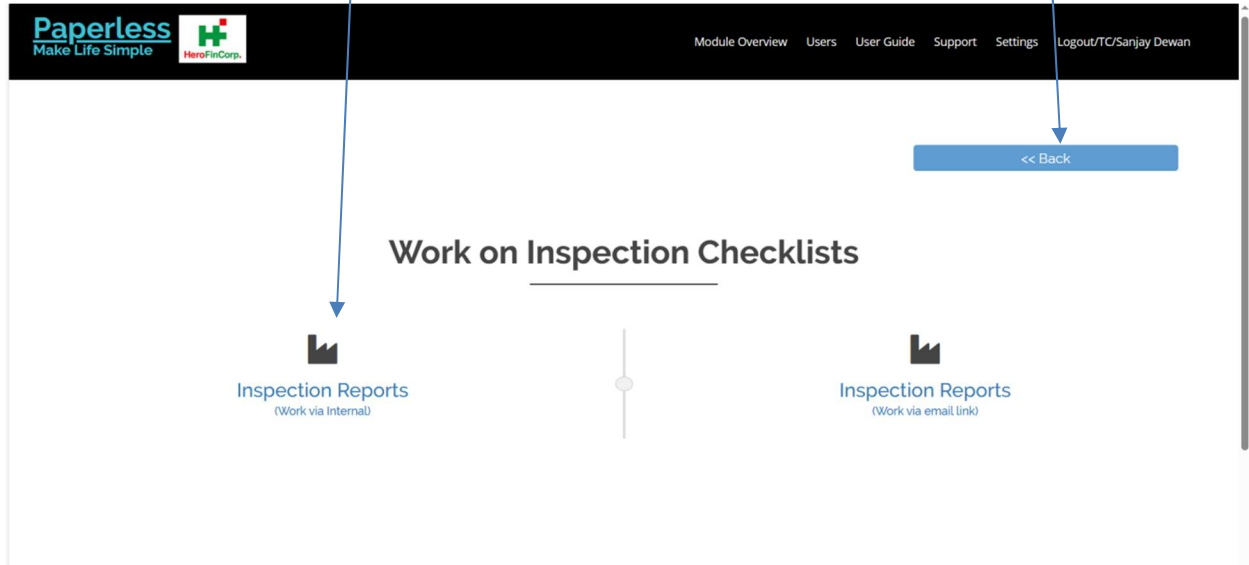 Paperless
Make Life Simple
HeroFinCorp.
Module Overview Users User Guide Support Settings Logout/TC/Sanjay Dewan
<< Back
Work on Inspection Checklists
Inspection Reports
(Work via Internal)
Inspection Reports
(Work via email link)